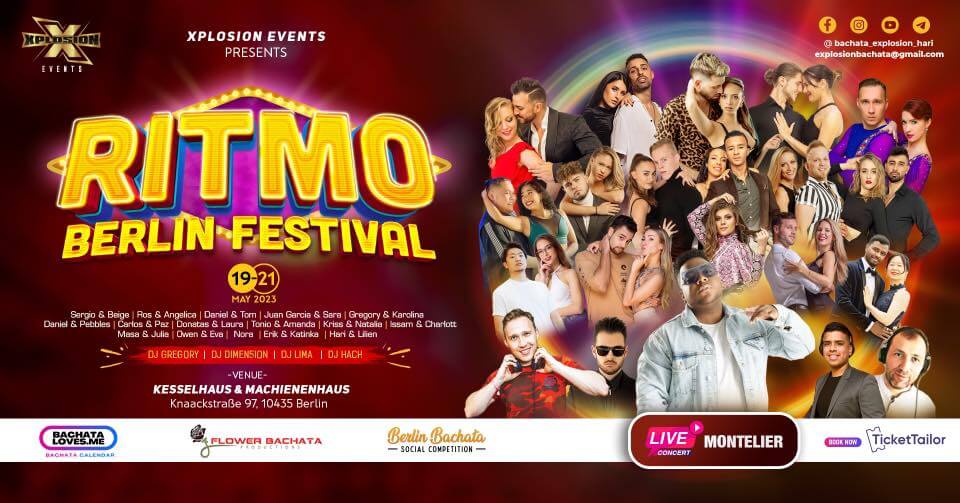 XPLOSION
EVENTS
XPLOSION EVENTS
PRESENTS
@ bachata_explosion_hari
explosionbachata@gmail.com
RITMO
BERLIN FESTIVAL
19-21
MAY 2023
Sergio & Beige | Ros & Angelica | Daniel & Tom | Juan Garcia & Sara | Gregory & Karolina
Daniel & Pebbles | Carlos & Paz | Donatas & Laura | Tonio & Amanda | Kriss & Natalia | Issam & Charlott
Masa & Julie | Owen & Eva | Nora | Erik & Katinka | Hari & Lilien
DJ GREGORY | DJ DIMENSION | DJ LIMA | DJ HACH
-VENUE-
KESSELHAUS & MACHIENENHAUS
Knaackstraße 97, 10435 Berlin
BACHATA
LOVES.ME
BACHATA CALENDAR
FLOWER BACHATA
PRODUCTIONS
Berlin Bachata
SOCIAL COMPETITION
LIVE
CONCERT
MONTELIER
BOOK NOW
TicketTailor